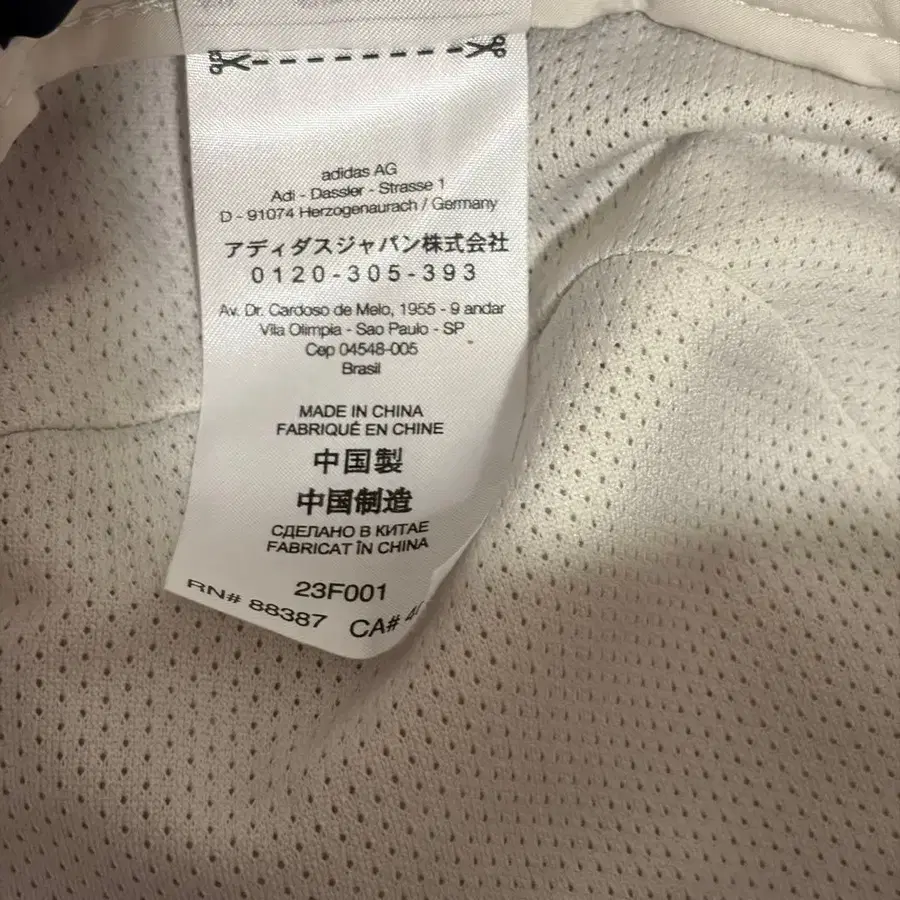 adidas AG
Adi - Dassler - Strasse 1
D - 91074 Herzogenaurach / Germany
アディダスジャパン株式会社
0120-305-393
Av. Dr. Cardoso de Melo, 1955 - 9 andar
Vila Olimpia - Sao Paulo - SP
Cep 04548-005
Brasil
MADE IN CHINA
FABRIQUÉ EN CHINE
中国製
中国制造
СДЕЛАНО В КИТАЕ
FABRICAT ÎN CHINA
23F001
RN# 88387 CA#